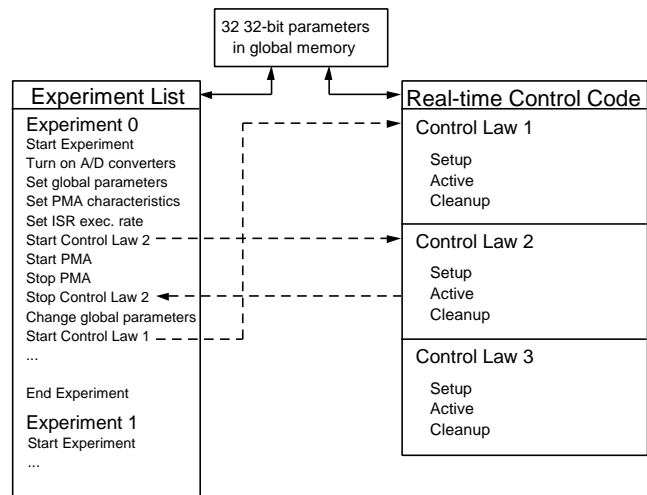 32 32-bit parameters
in global memory
Experiment List
Experiment 0
Start Experiment
Turn on A/D converters
Set global parameters
Set PMA characteristics
Set ISR exec. rate
Start Control Law 2
Start PMA
Stop PMA
Stop Control Law 2
Change global parameters
Start Control Law 1
...
End Experiment
Experiment 1
Start Experiment
...
Real-time Control Code
Control Law 1
Setup
Active
Cleanup
Control Law 2
Setup
Active
Cleanup
Control Law 3
Setup
Active
Cleanup